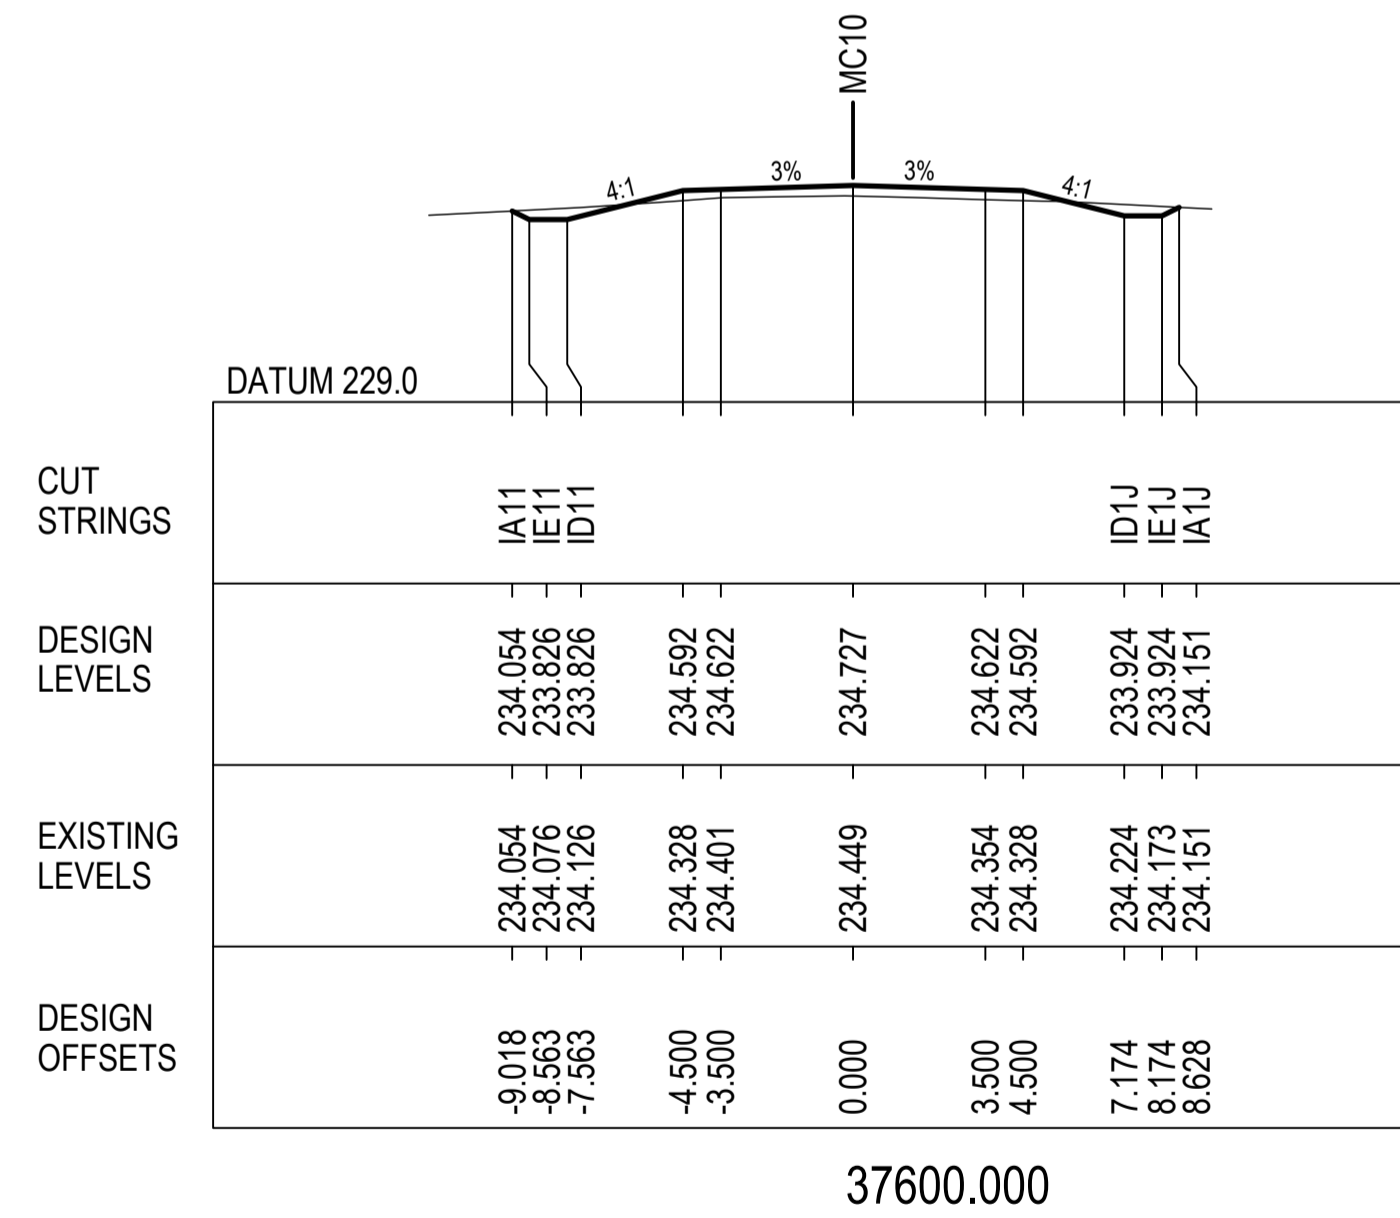 MC10
4:1
3%
3%
4:1
DATUM 229.0
CUT
STRINGS
IA11
IE11
ID11
ID1J
IE1J
IA1J
DESIGN
LEVELS
234.054
233.826
233.826
234.592
234.622
234.727
234.622
234.592
233.924
233.924
234.151
EXISTING
LEVELS
234.054
234.076
234.126
234.328
234.401
234.449
234.354
234.328
234.224
234.173
234.151
DESIGN
OFFSETS
-9.018
-8.563
-7.563
-4.500
-3.500
0.000
3.500
4.500
7.174
8.174
8.628
37600.000